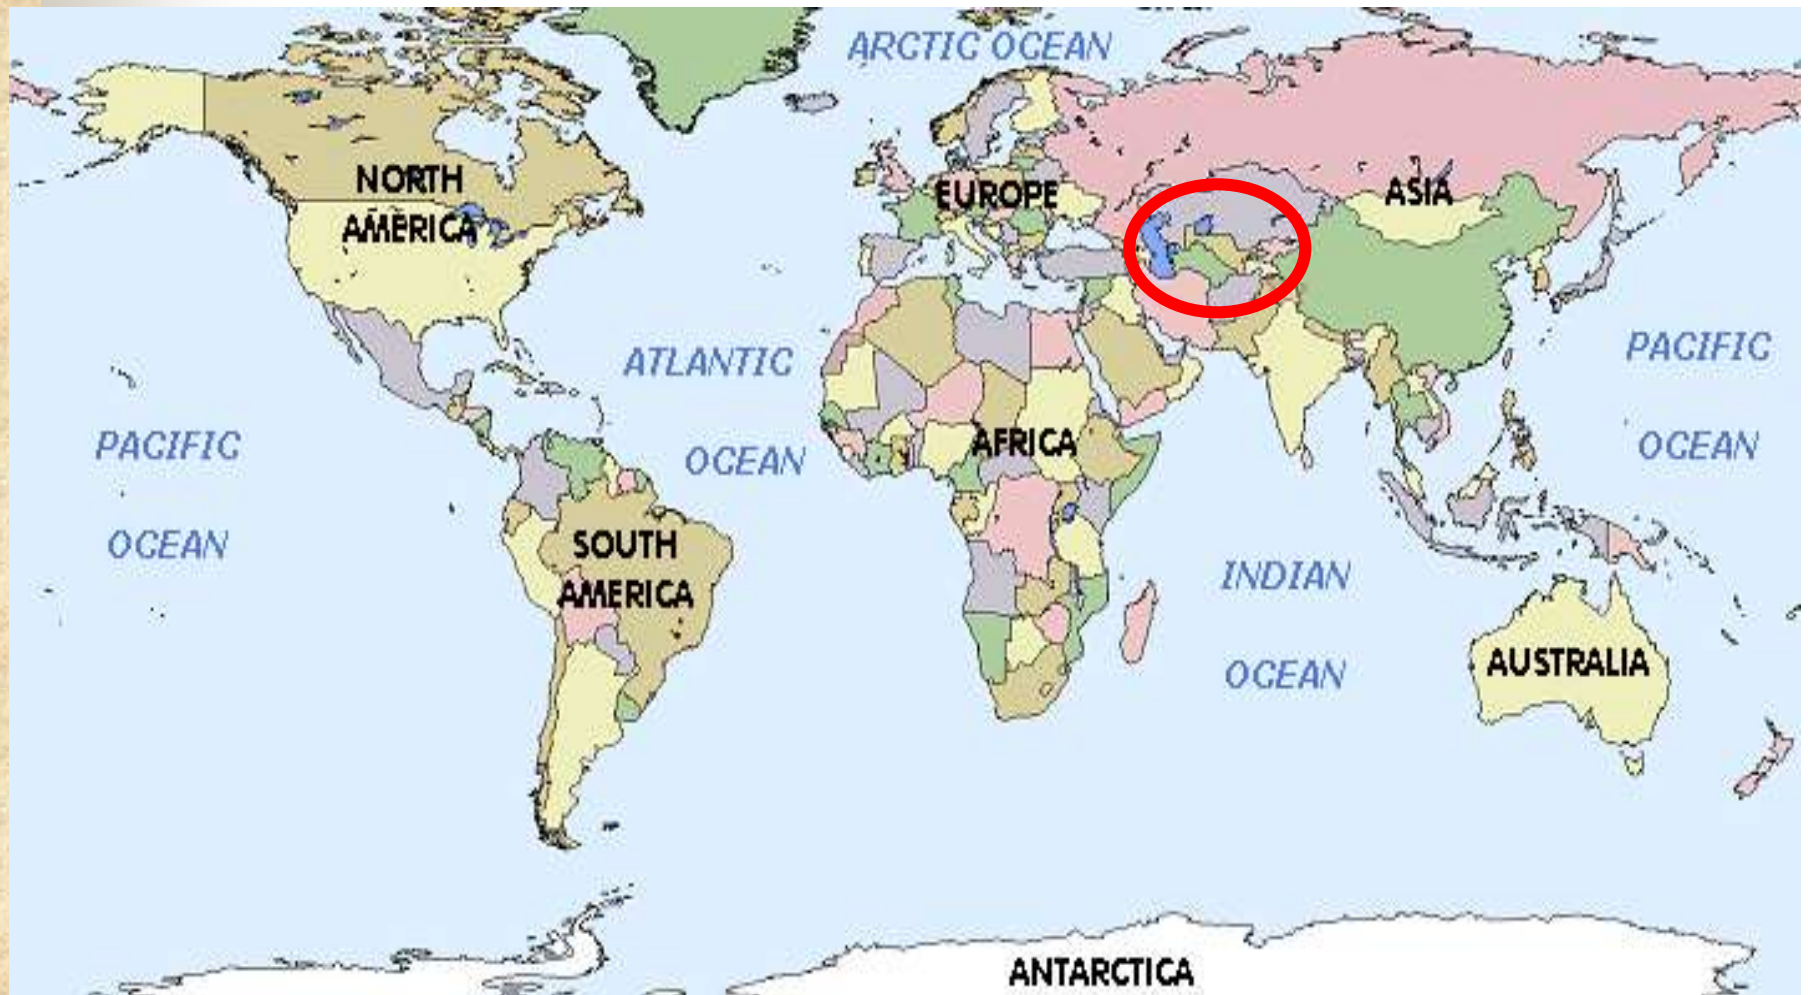 ARCTIC OCEAN
NORTH
AMERICA
EUROPE
ASIA
ATLANTIC
OCEAN
PACIFIC
OCEAN
PACIFIC
OCEAN
AFRICA
SOUTH
AMERICA
INDIAN
OCEAN
AUSTRALIA
ANTARCTICA